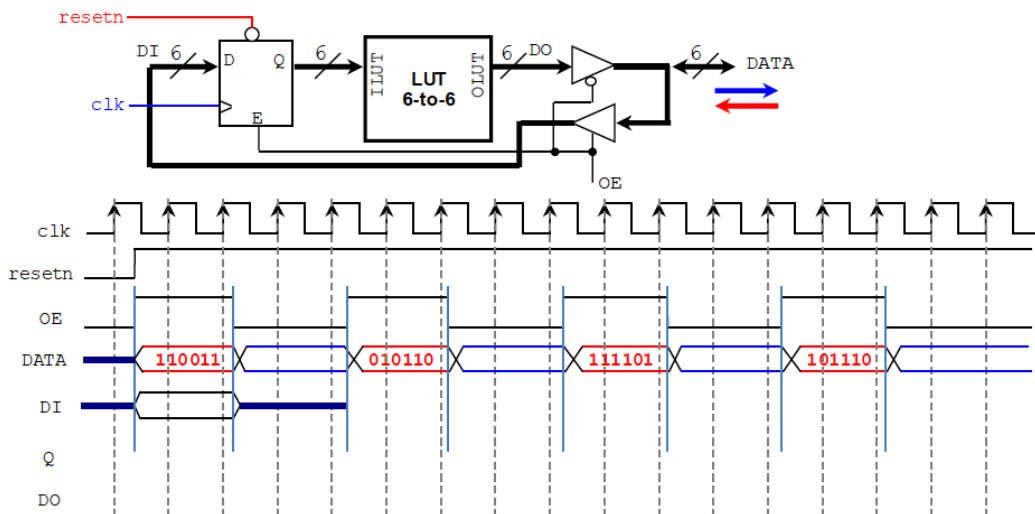 resetn
DI 6 D Q 6 ILUT LUT 6-to-6 OLUT 6 DO 6 DATA
clk
E
OE
clk
resetn
OE
DATA 110011 010110 111101 101110
DI
Q
DO